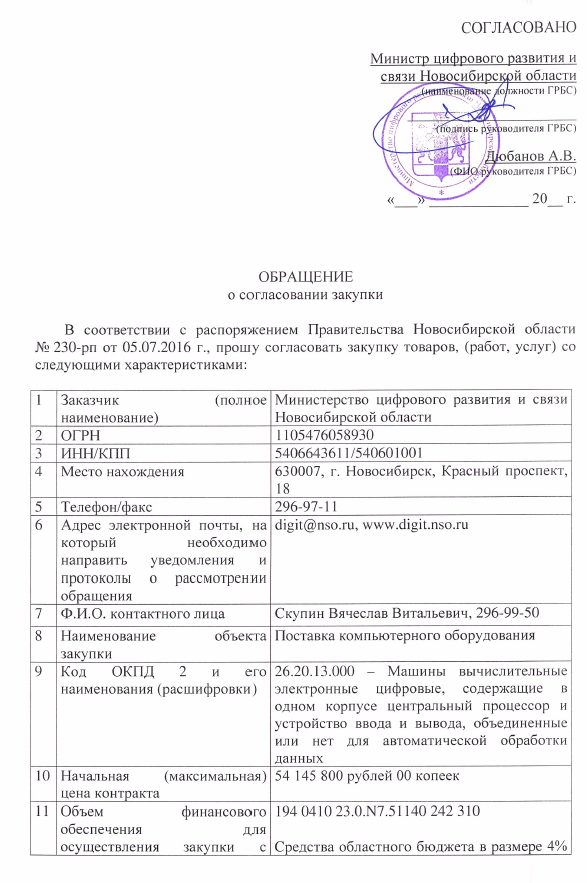 СОГЛАСОВАНО
Министр цифрового развития и
связи Новосибирской области
(наименование должности ГРБС)
(подпись руководителя ГРБС)
Дюбанов А.В.
(ФИО руководителя ГРБС)
«___» ______________ 20__ г.
ОБРАЩЕНИЕ
о согласовании закупки
В соответствии с распоряжением Правительства Новосибирской области
№ 230-рп от 05.07.2016 г., прошу согласовать закупку товаров, (работ, услуг) со
следующими характеристиками:
1 Заказчик (полное Министерство цифрового развития и связи
наименование) Новосибирской области
2 ОГРН 1105476058930
3 ИНН/КПП 5406643611/540601001
4 Место нахождения 630007, г. Новосибирск, Красный проспект,
18
5 Телефон/факс 296-97-11
6 Адрес электронной почты, на digit@nso.ru, www.digit.nso.ru
который необходимо
направить уведомления и
протоколы о рассмотрении
обращения
7 Ф.И.О. контактного лица Скупин Вячеслав Витальевич, 296-99-50
8 Наименование объекта Поставка компьютерного оборудования
закупки
9 Код ОКПД 2 и его 26.20.13.000 – Машины вычислительные
наименования (расшифровки) электронные цифровые, содержащие в
одном корпусе центральный процессор и
устройство ввода и вывода, объединенные
или нет для автоматической обработки
данных
10 Начальная (максимальная) 54 145 800 рублей 00 копеек
цена контракта
11 Объем финансового 194 0410 23.0.N7.51140 242 310
обеспечения для
осуществления закупки с Средства областного бюджета в размере 4%